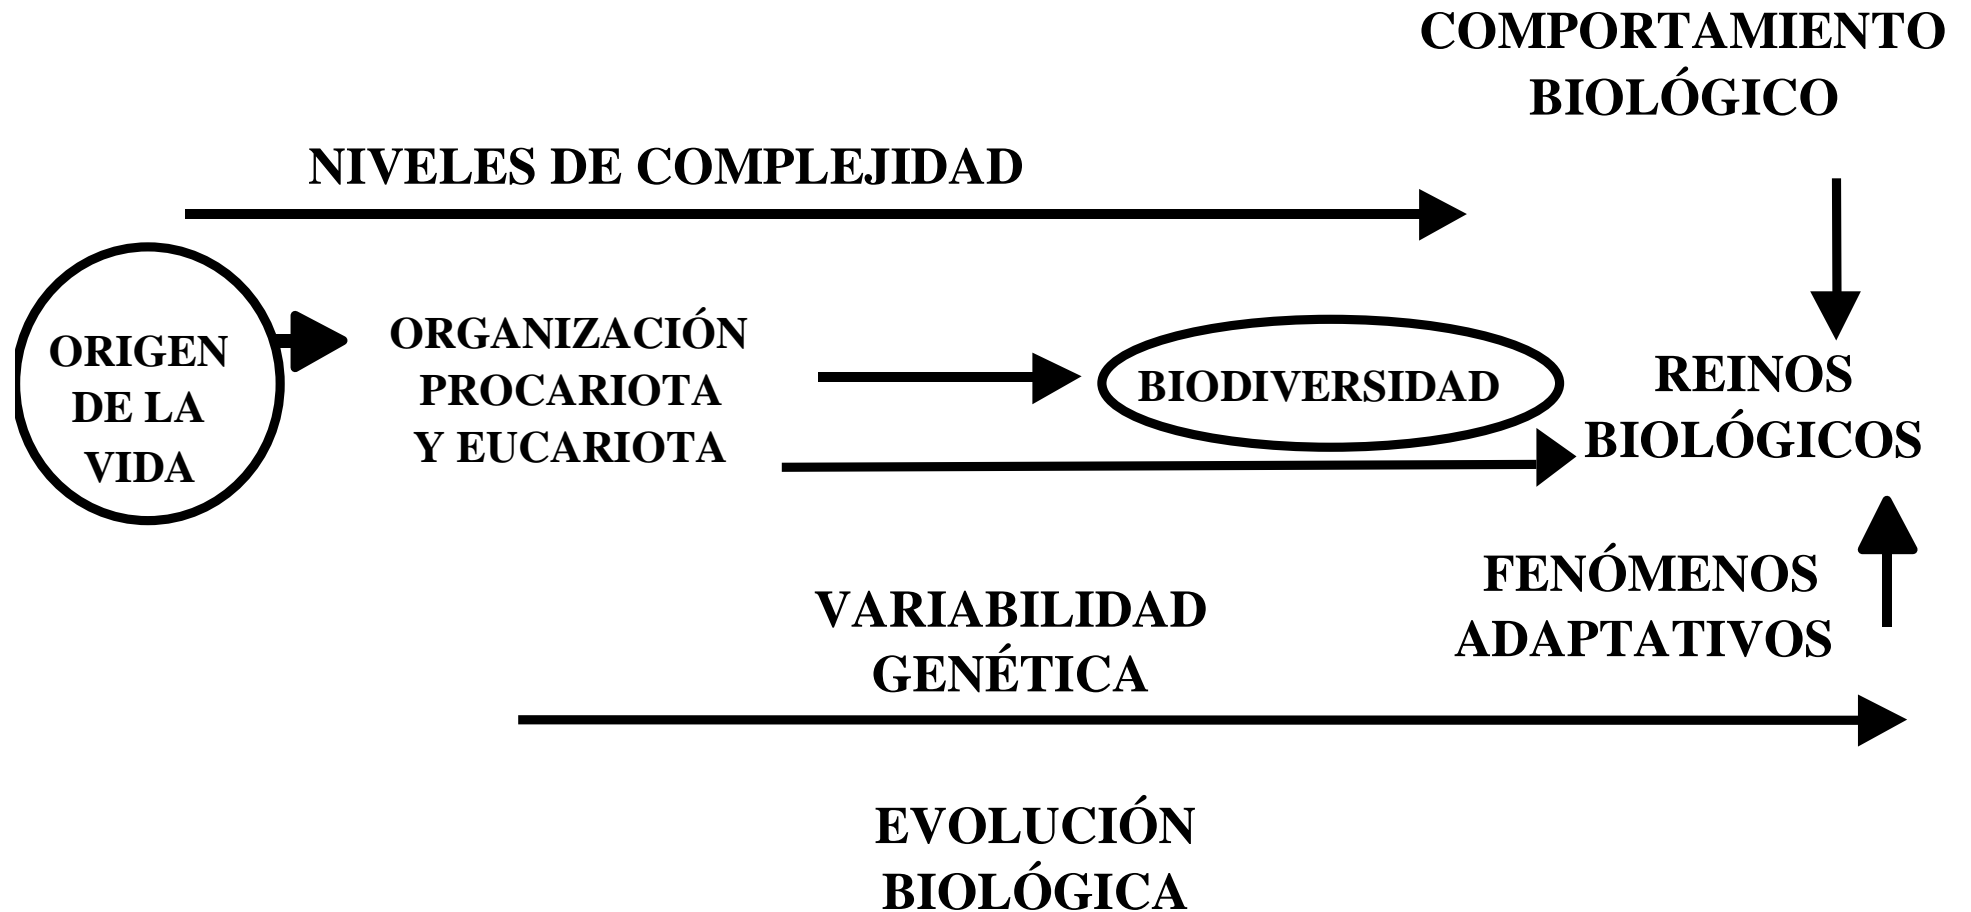 COMPORTAMIENTO
BIOLÓGICO
NIVELES DE COMPLEJIDAD
ORIGEN
DE LA
VIDA
ORGANIZACIÓN
PROCARIOTA
Y EUCARIOTA
BIODIVERSIDAD
REINOS
BIOLÓGICOS
FENÓMENOS
ADAPTATIVOS
VARIABILIDAD
GENÉTICA
EVOLUCIÓN
BIOLÓGICA